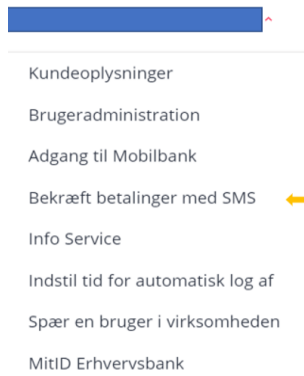 Kundeoplysninger
Brugeradministration
Adgang til Mobilbank
Bekræft betalinger med SMS
Info Service
Indstil tid for automatisk log af
Spær en bruger i virksomheden
MitID Erhvervsbank